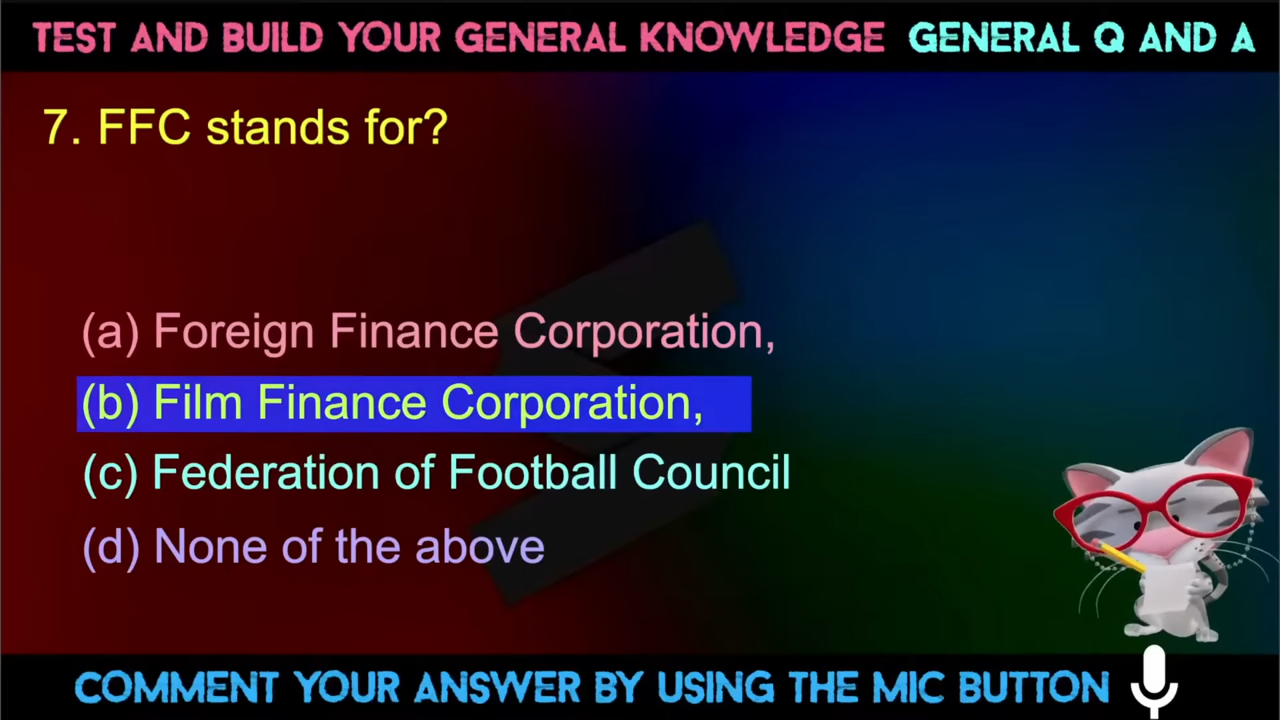 TEST AND BUILD YOUR GENERAL KNOWLEDGE GENERAL Q AND A
7. FFC stands for?
(a) Foreign Finance Corporation,
(b) Film Finance Corporation,
(c) Federation of Football Council
(d) None of the above
COMMENT YOUR ANSWER BY USING THE MIC BUTTON